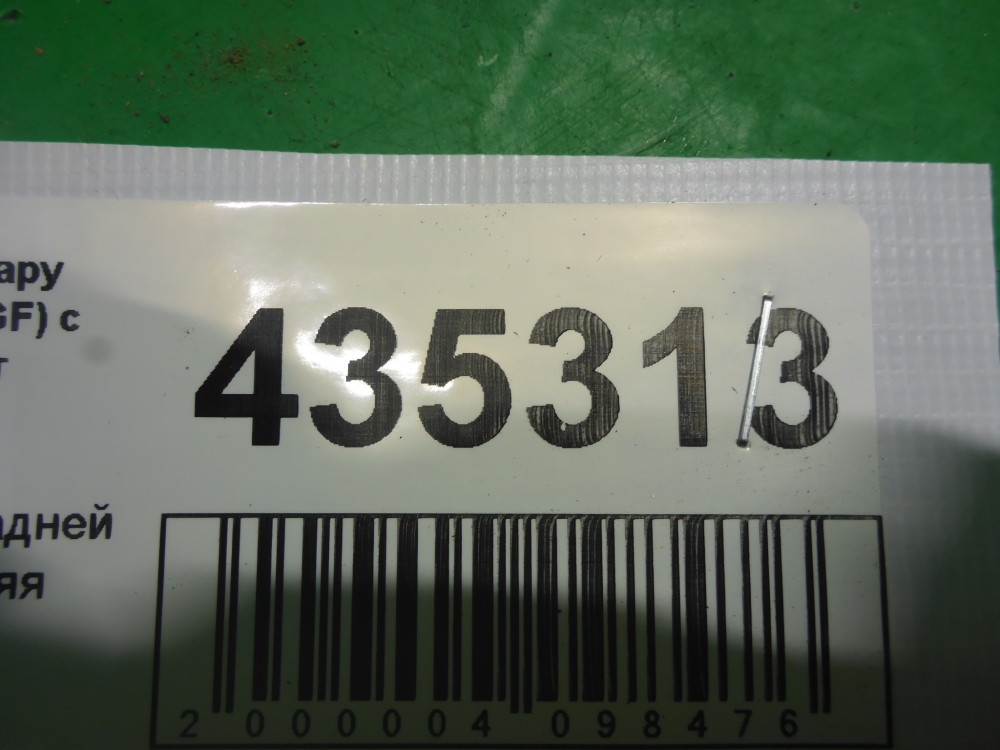 ару
GF) с
т
435313
адней
яя
2 000004 098476